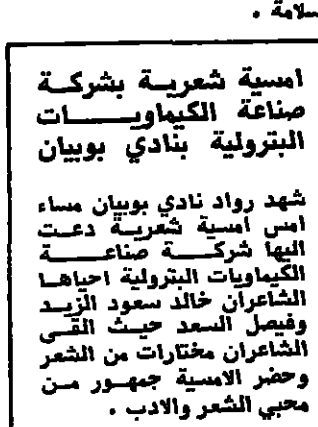 سلامة .
امسية شعرية بشركة
صناعة الكيماويات
البترولية بنادي بوبيان
شهد رواد نادي بوبيان مساء
امس امسية شعرية دعت
اليها شركة صناعة
الكيماويات البترولية احياها
الشاعران خالد سعود الزيد
وفيصل السعد حيث القى
الشاعران مختارات من الشعر
وحضر الامسية جمهور من
محبي الشعر والادب .